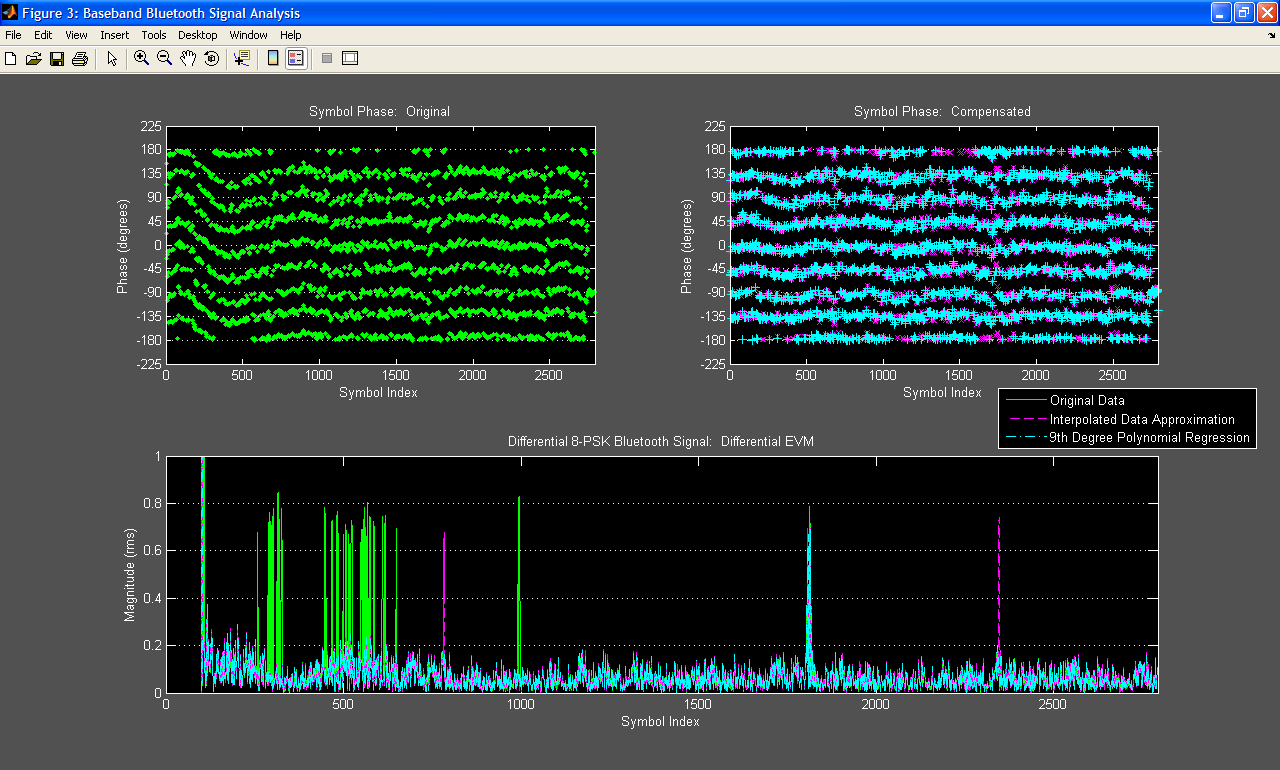 Figure 3: Baseband Bluetooth Signal Analysis
File Edit View Insert Tools Desktop Window Help
Symbol Phase: Original
225
180
135
90
45
0
-45
-90
-135
-180
-225
Phase (degrees)
0 500 1000 1500 2000 2500
Symbol Index
Symbol Phase: Compensated
225
180
135
90
45
0
-45
-90
-135
-180
-225
Phase (degrees)
0 500 1000 1500 2000 2500
Symbol Index
Original Data
Interpolated Data Approximation
9th Degree Polynomial Regression
Differential 8-PSK Bluetooth Signal: Differential EVM
1
0.8
0.6
0.4
0.2
0
Magnitude (rms)
0 500 1000 1500 2000 2500
Symbol Index